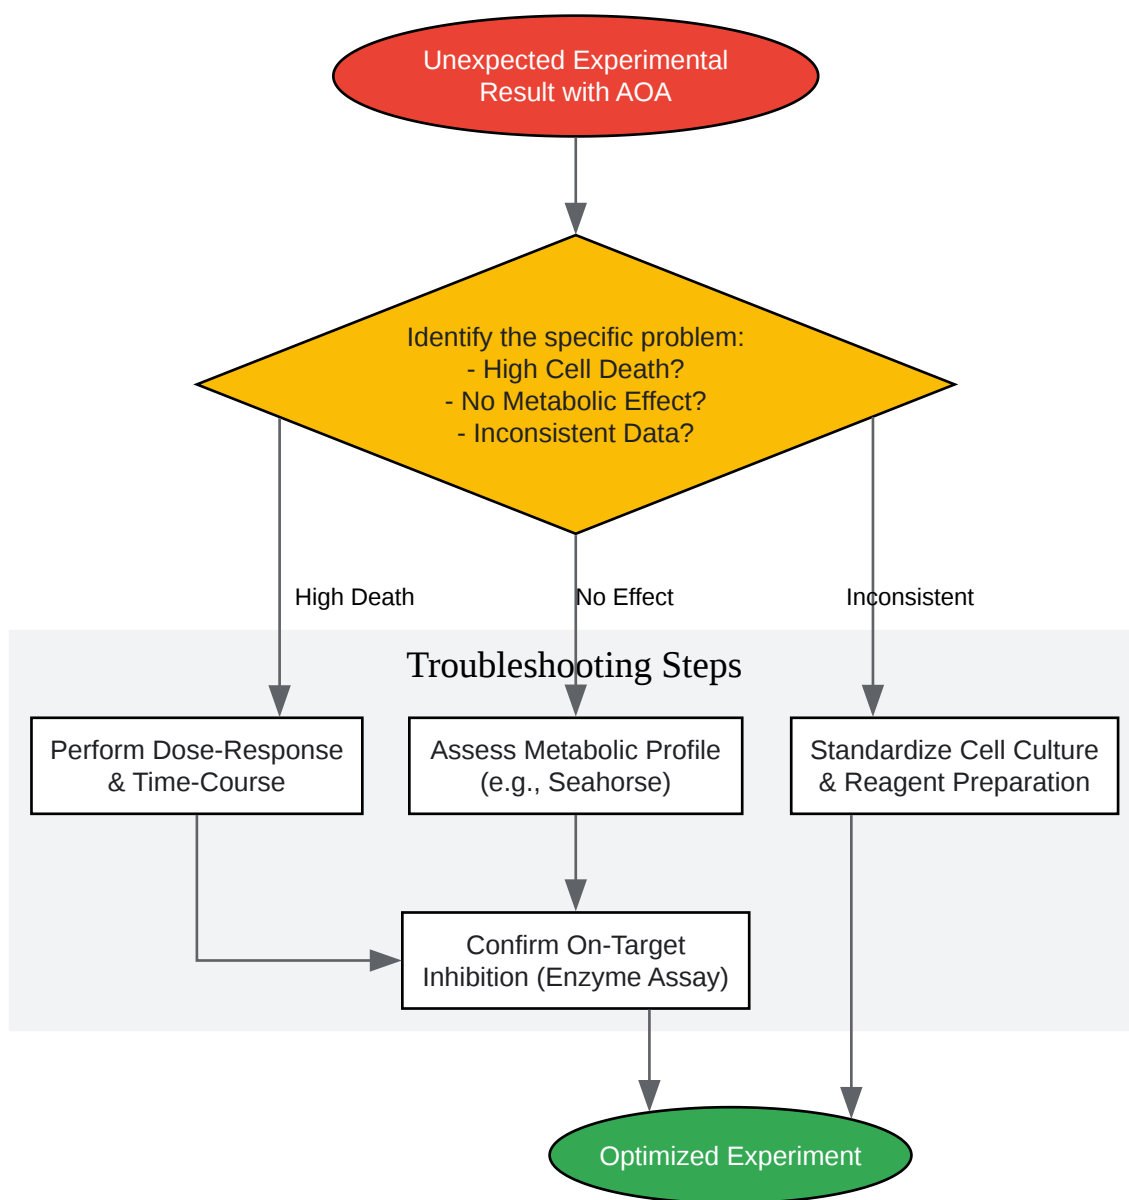 Unexpected Experimental
Result with AOA
Identify the specific problem:
- High Cell Death?
- No Metabolic Effect?
- Inconsistent Data?
High Death
No Effect
Inconsistent
Troubleshooting Steps
Perform Dose-Response
& Time-Course
Assess Metabolic Profile
(e.g., Seahorse)
Standardize Cell Culture
& Reagent Preparation
Confirm On-Target
Inhibition (Enzyme Assay)
Optimized Experiment